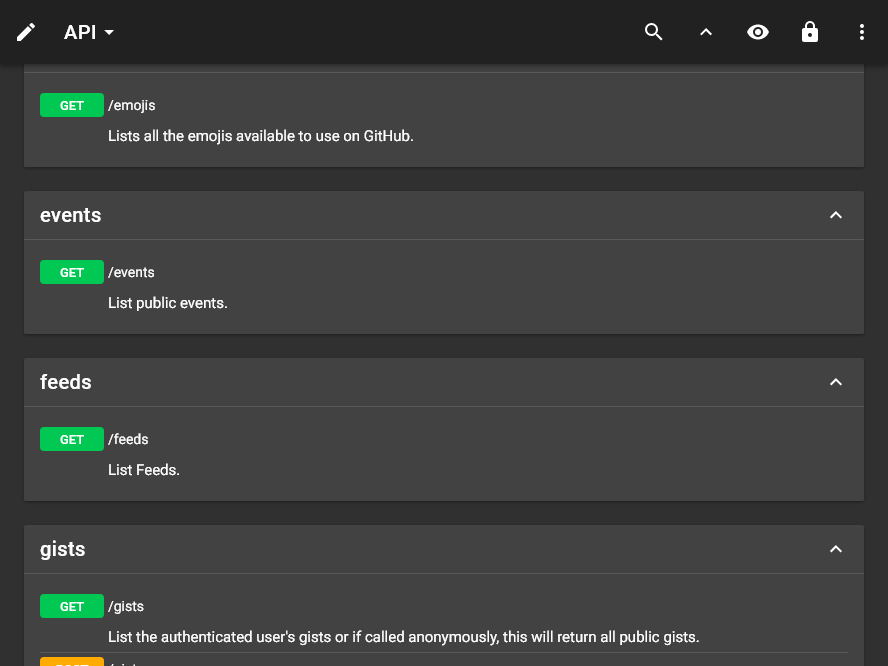 API
GET /emojis
Lists all the emojis available to use on GitHub.
events
GET /events
List public events.
feeds
GET /feeds
List Feeds.
gists
GET /gists
List the authenticated user's gists or if called anonymously, this will return all public gists.